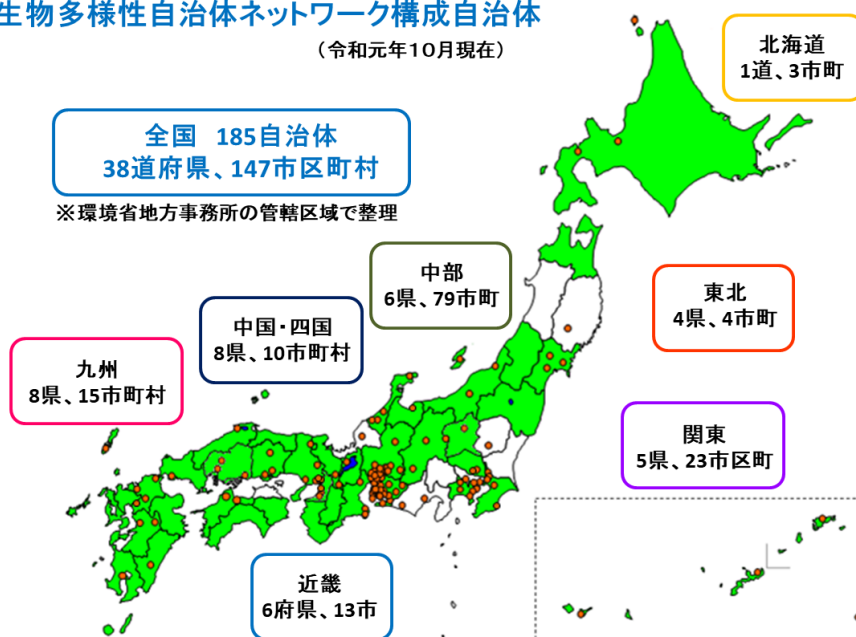 生物多様性自治体ネットワーク構成自治体
（令和元年10月現在）
北海道
1道、3市町
全国 185自治体
38道府県、147市区町村
※環境省地方事務所の管轄区域で整理
中部
6県、79市町
東北
4県、4市町
中国・四国
8県、10市町村
九州
8県、15市町村
関東
5県、23市区町
近畿
6府県、13市